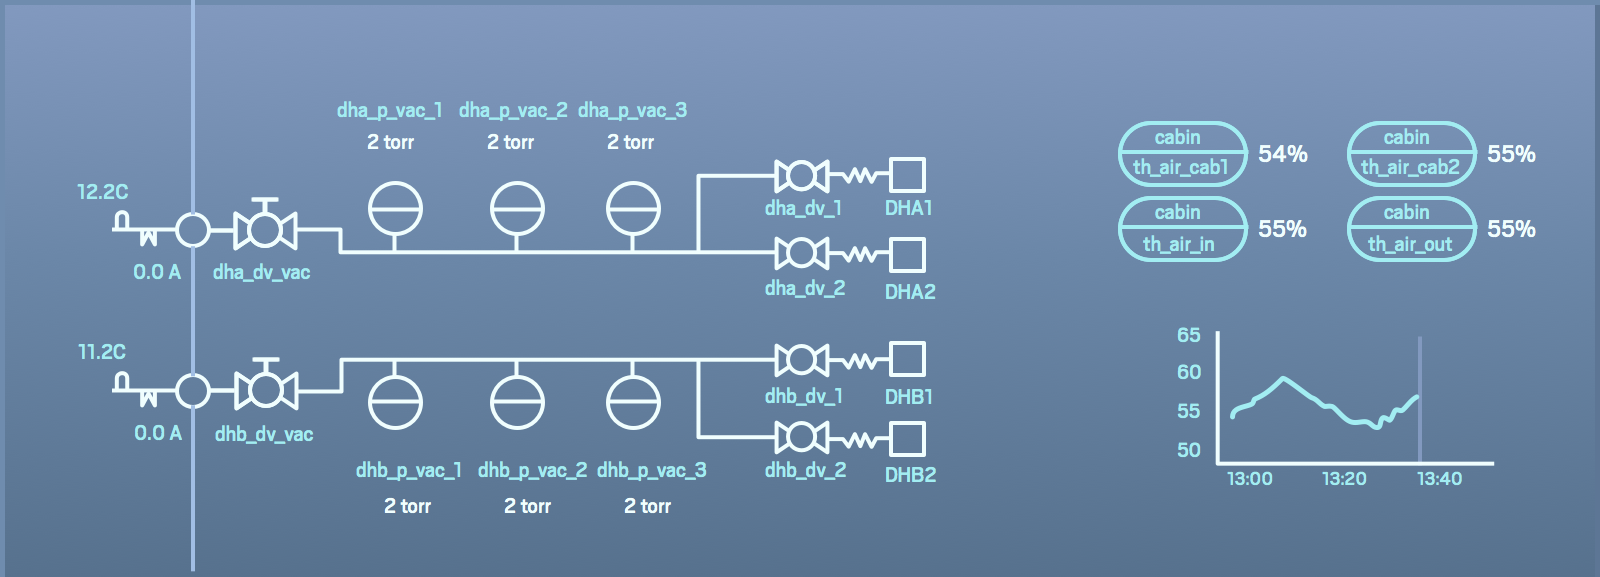 dha_p_vac_1 dha_p_vac_2 dha_p_vac_3
2 torr 2 torr 2 torr
12.2C
0.0 A
dha_dv_vac
dha_dv_1
DHA1
dha_dv_2
DHA2
11.2C
0.0 A
dhb_dv_vac
dhb_dv_1
DHB1
dhb_dv_2
DHB2
dhb_p_vac_1 dhb_p_vac_2 dhb_p_vac_3
2 torr 2 torr 2 torr
cabin
th_air_cab1
54%
cabin
th_air_cab2
55%
cabin
th_air_in
55%
cabin
th_air_out
55%
65
60
55
50
13:00 13:20 13:40